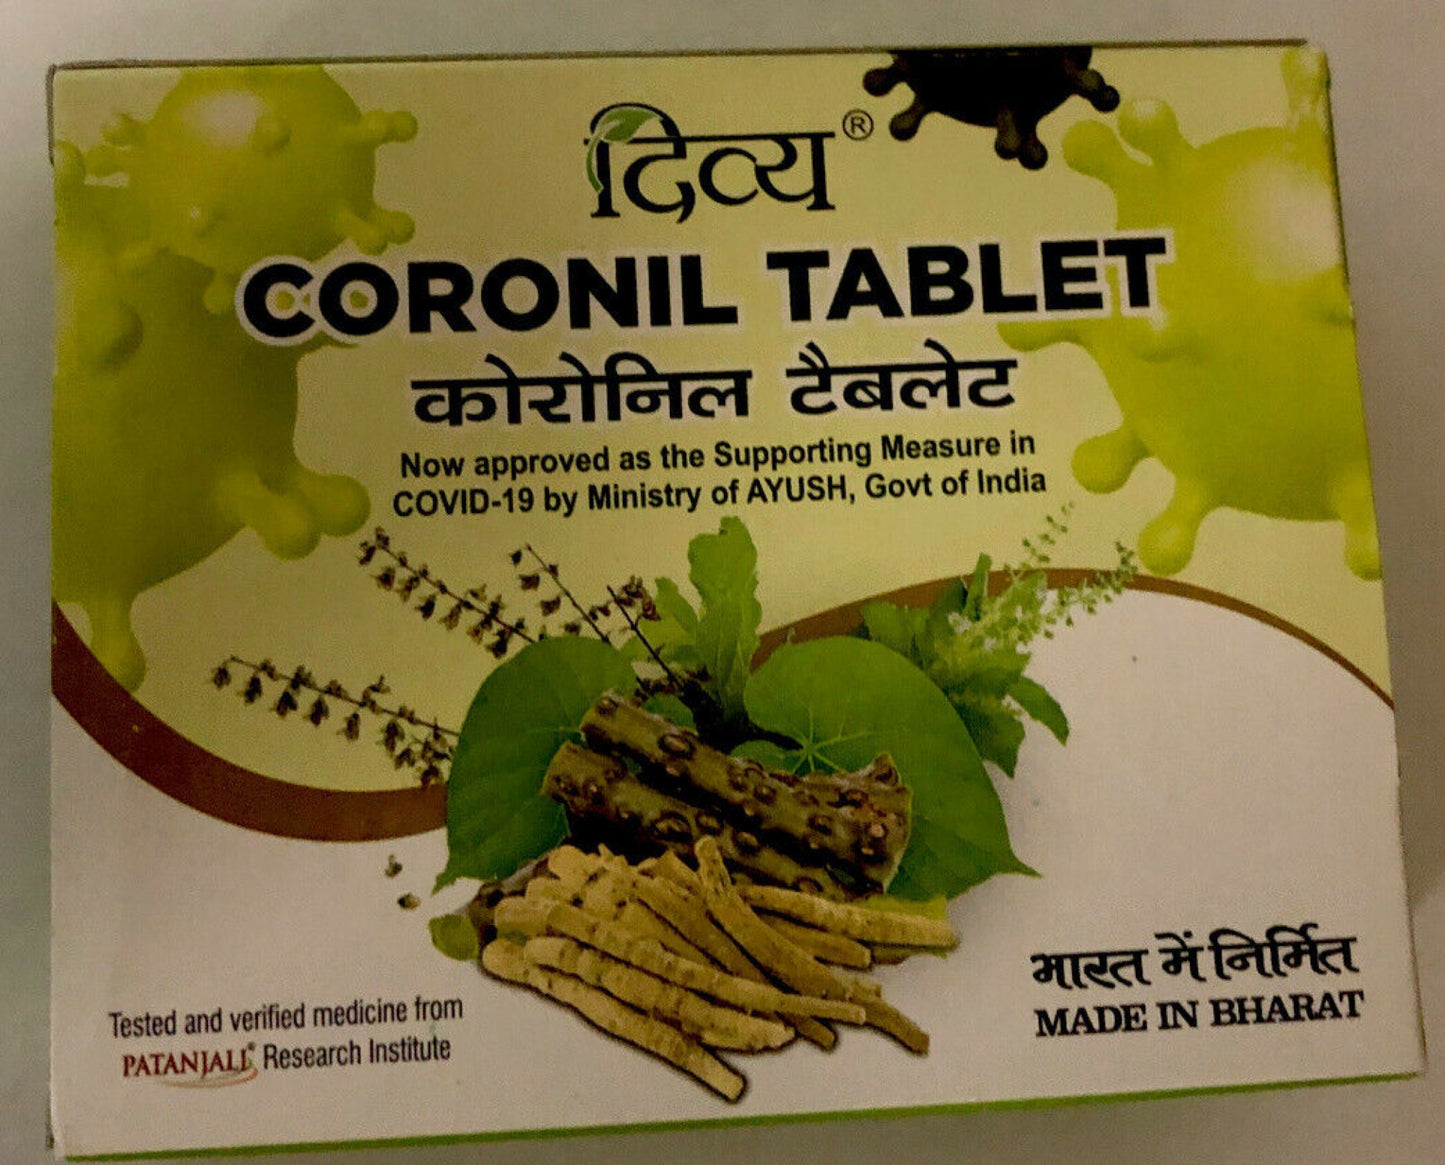 दिव्य®
CORONIL TABLET
कोरोनिल टैबलेट
Now approved as the Supporting Measure in
COVID-19 by Ministry of AYUSH, Govt of India
Tested and verified medicine from
PATANJALI® Research Institute
भारत में निर्मित
MADE IN BHARAT